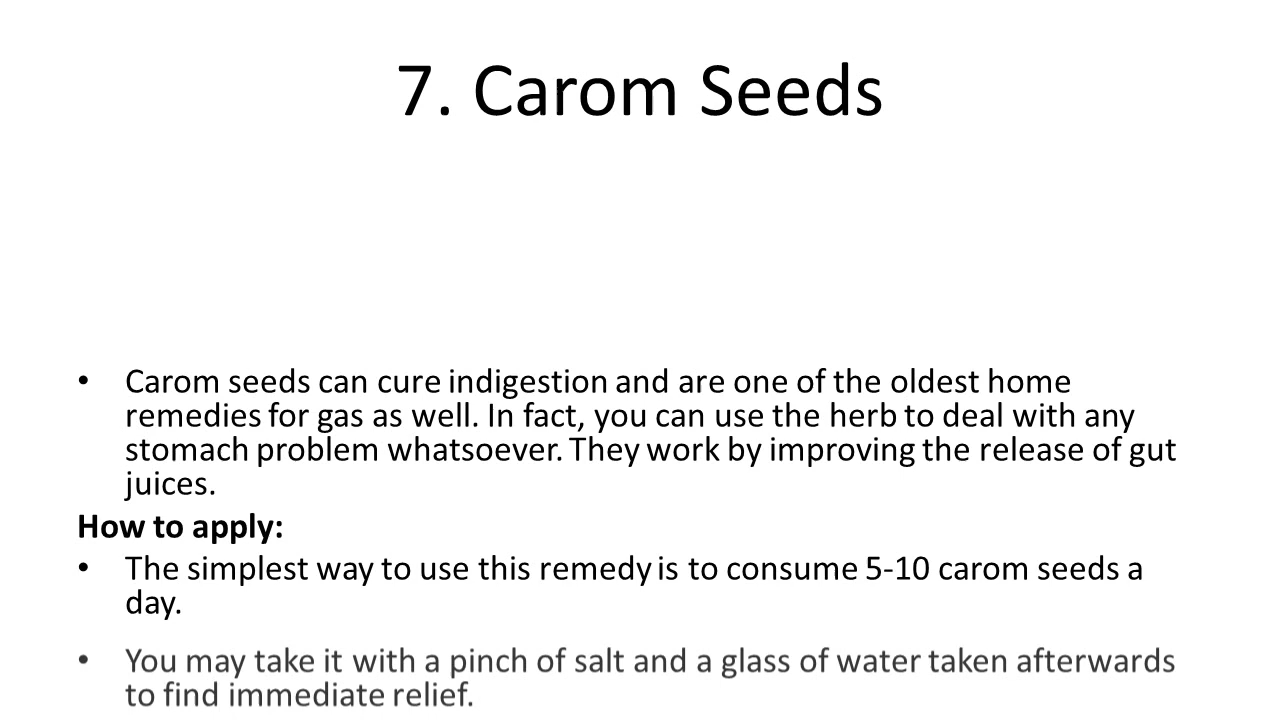 7. Carom Seeds
• Carom seeds can cure indigestion and are one of the oldest home
remedies for gas as well. In fact, you can use the herb to deal with any
stomach problem whatsoever. They work by improving the release of gut
juices.
How to apply:
• The simplest way to use this remedy is to consume 5-10 carom seeds a
day.
• You may take it with a pinch of salt and a glass of water taken afterwards
to find immediate relief.